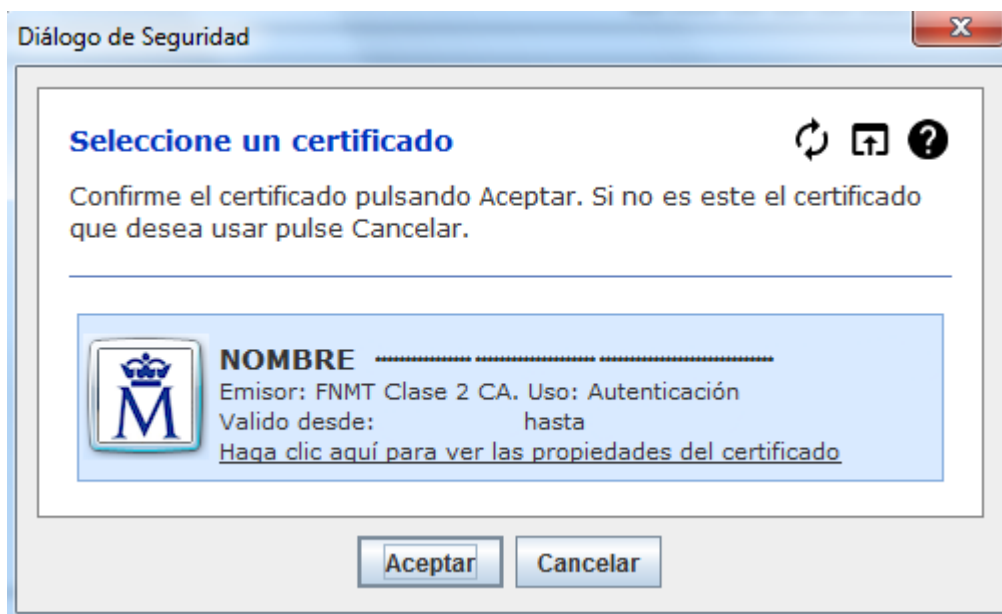 Diálogo de Seguridad
Seleccione un certificado
Confirme el certificado pulsando Aceptar. Si no es este el certificado
que desea usar pulse Cancelar.
NOMBRE
Emisor: FNMT Clase 2 CA. Uso: Autenticación
Valido desde: hasta
Haga clic aquí para ver las propiedades del certificado
Aceptar Cancelar